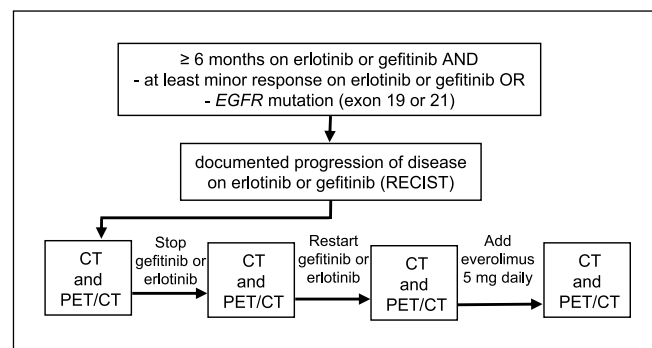 ≥ 6 months on erlotinib or gefitinib AND
- at least minor response on erlotinib or gefitinib OR
- EGFR mutation (exon 19 or 21)
documented progression of disease
on erlotinib or gefitinib (RECIST)
CT
and
PET/CT
Stop
gefitinib or
erlotinib
CT
and
PET/CT
Restart
gefitinib or
erlotinib
CT
and
PET/CT
Add
everolimus
5 mg daily
CT
and
PET/CT